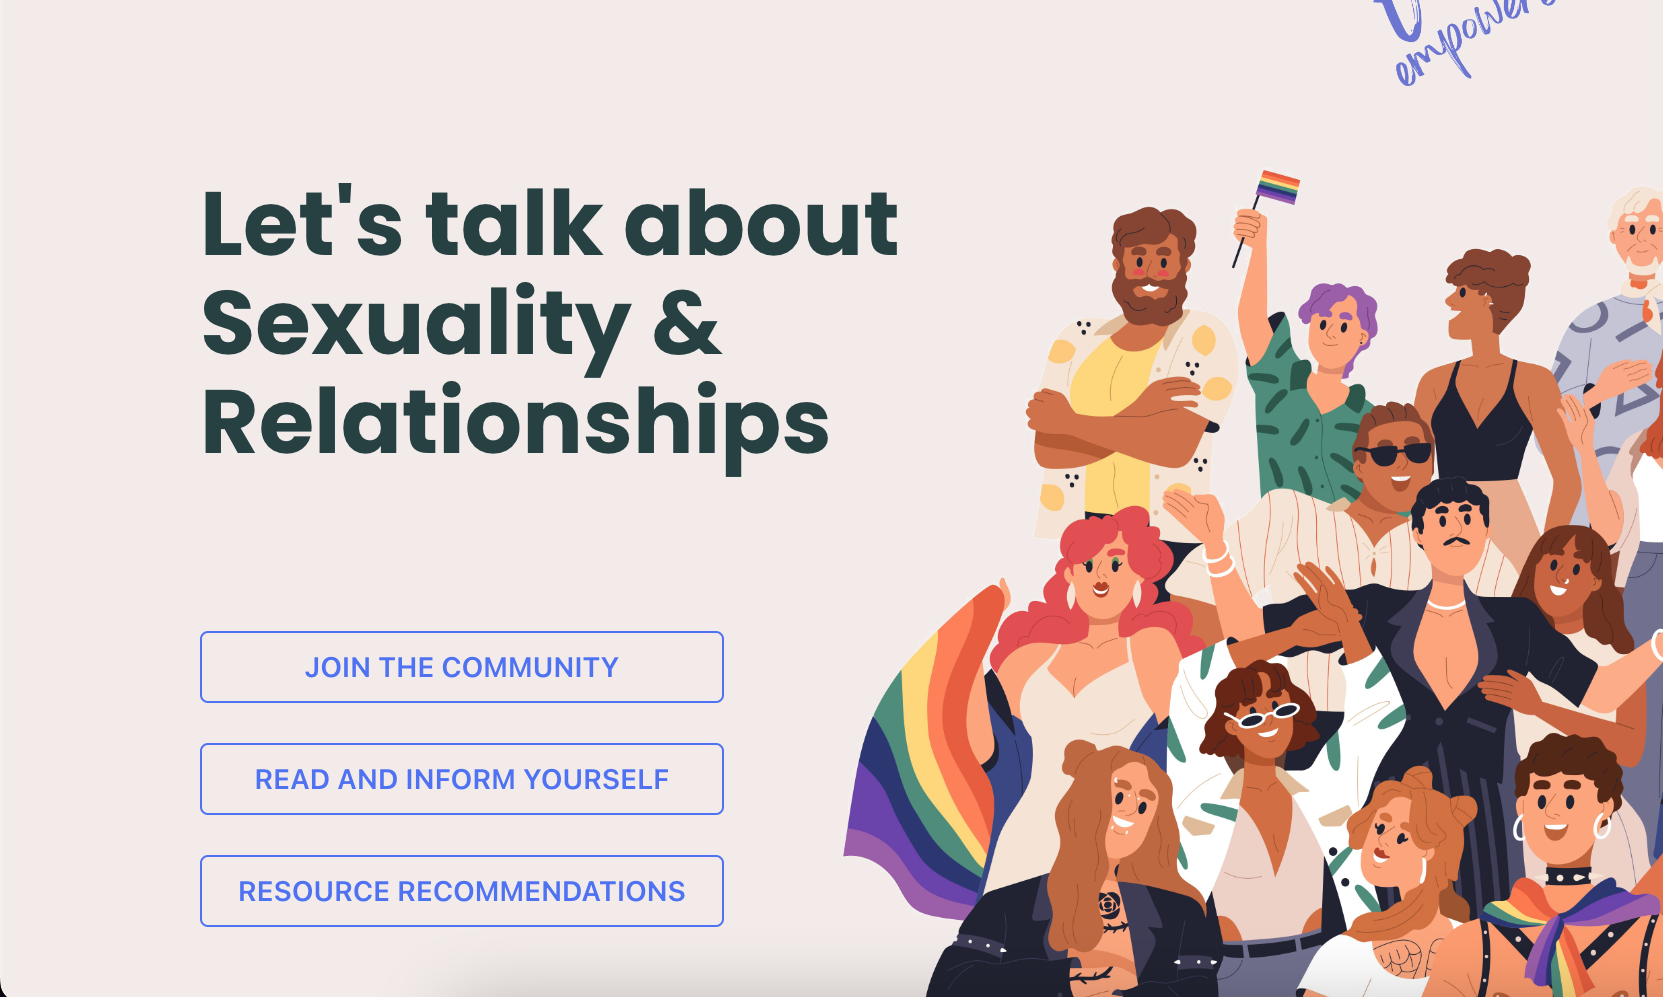 Let's talk about
Sexuality &
Relationships
JOIN THE COMMUNITY
READ AND INFORM YOURSELF
RESOURCE RECOMMENDATIONS